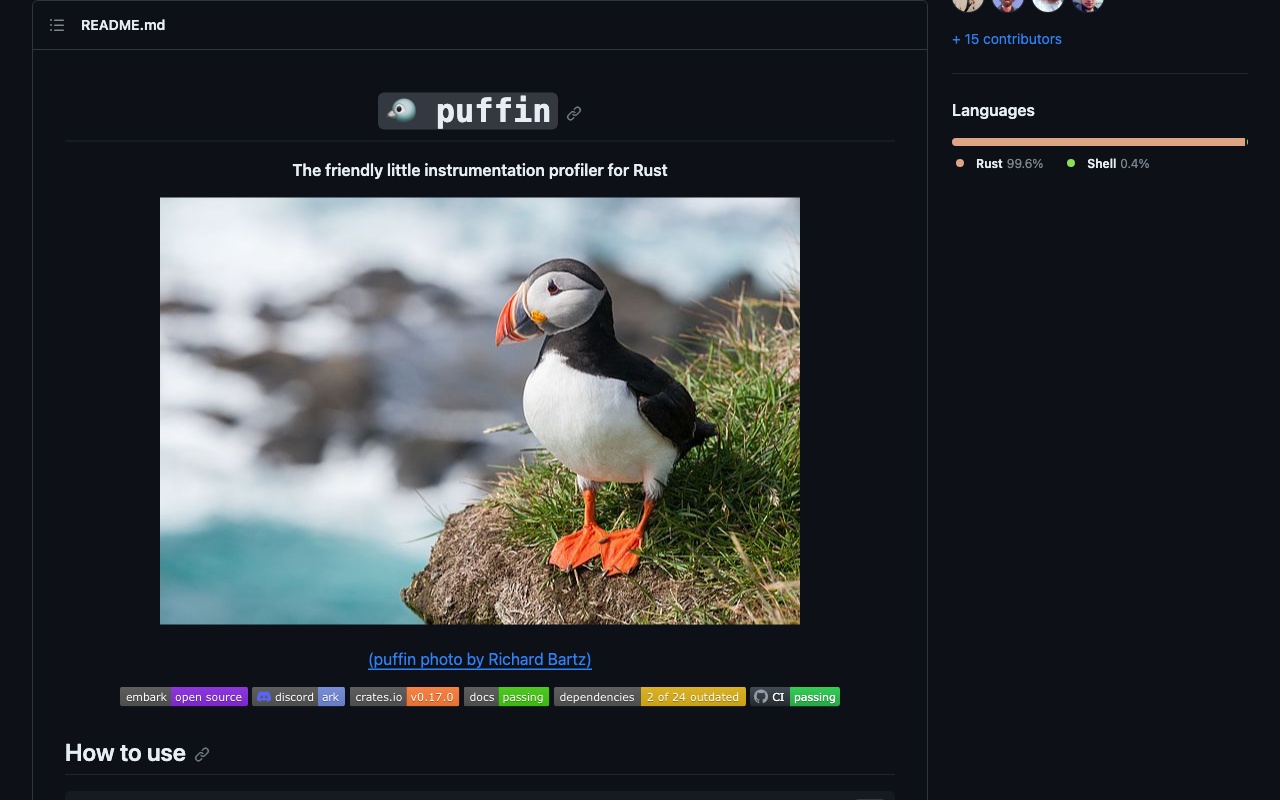 README.md
+ 15 contributors
puffin
Languages
The friendly little instrumentation profiler for Rust
Rust 99.6% Shell 0.4%
(puffin photo by Richard Bartz)
embark open source discord ark crates.io v0.17.0 docs passing dependencies 2 of 24 outdated CI passing
How to use